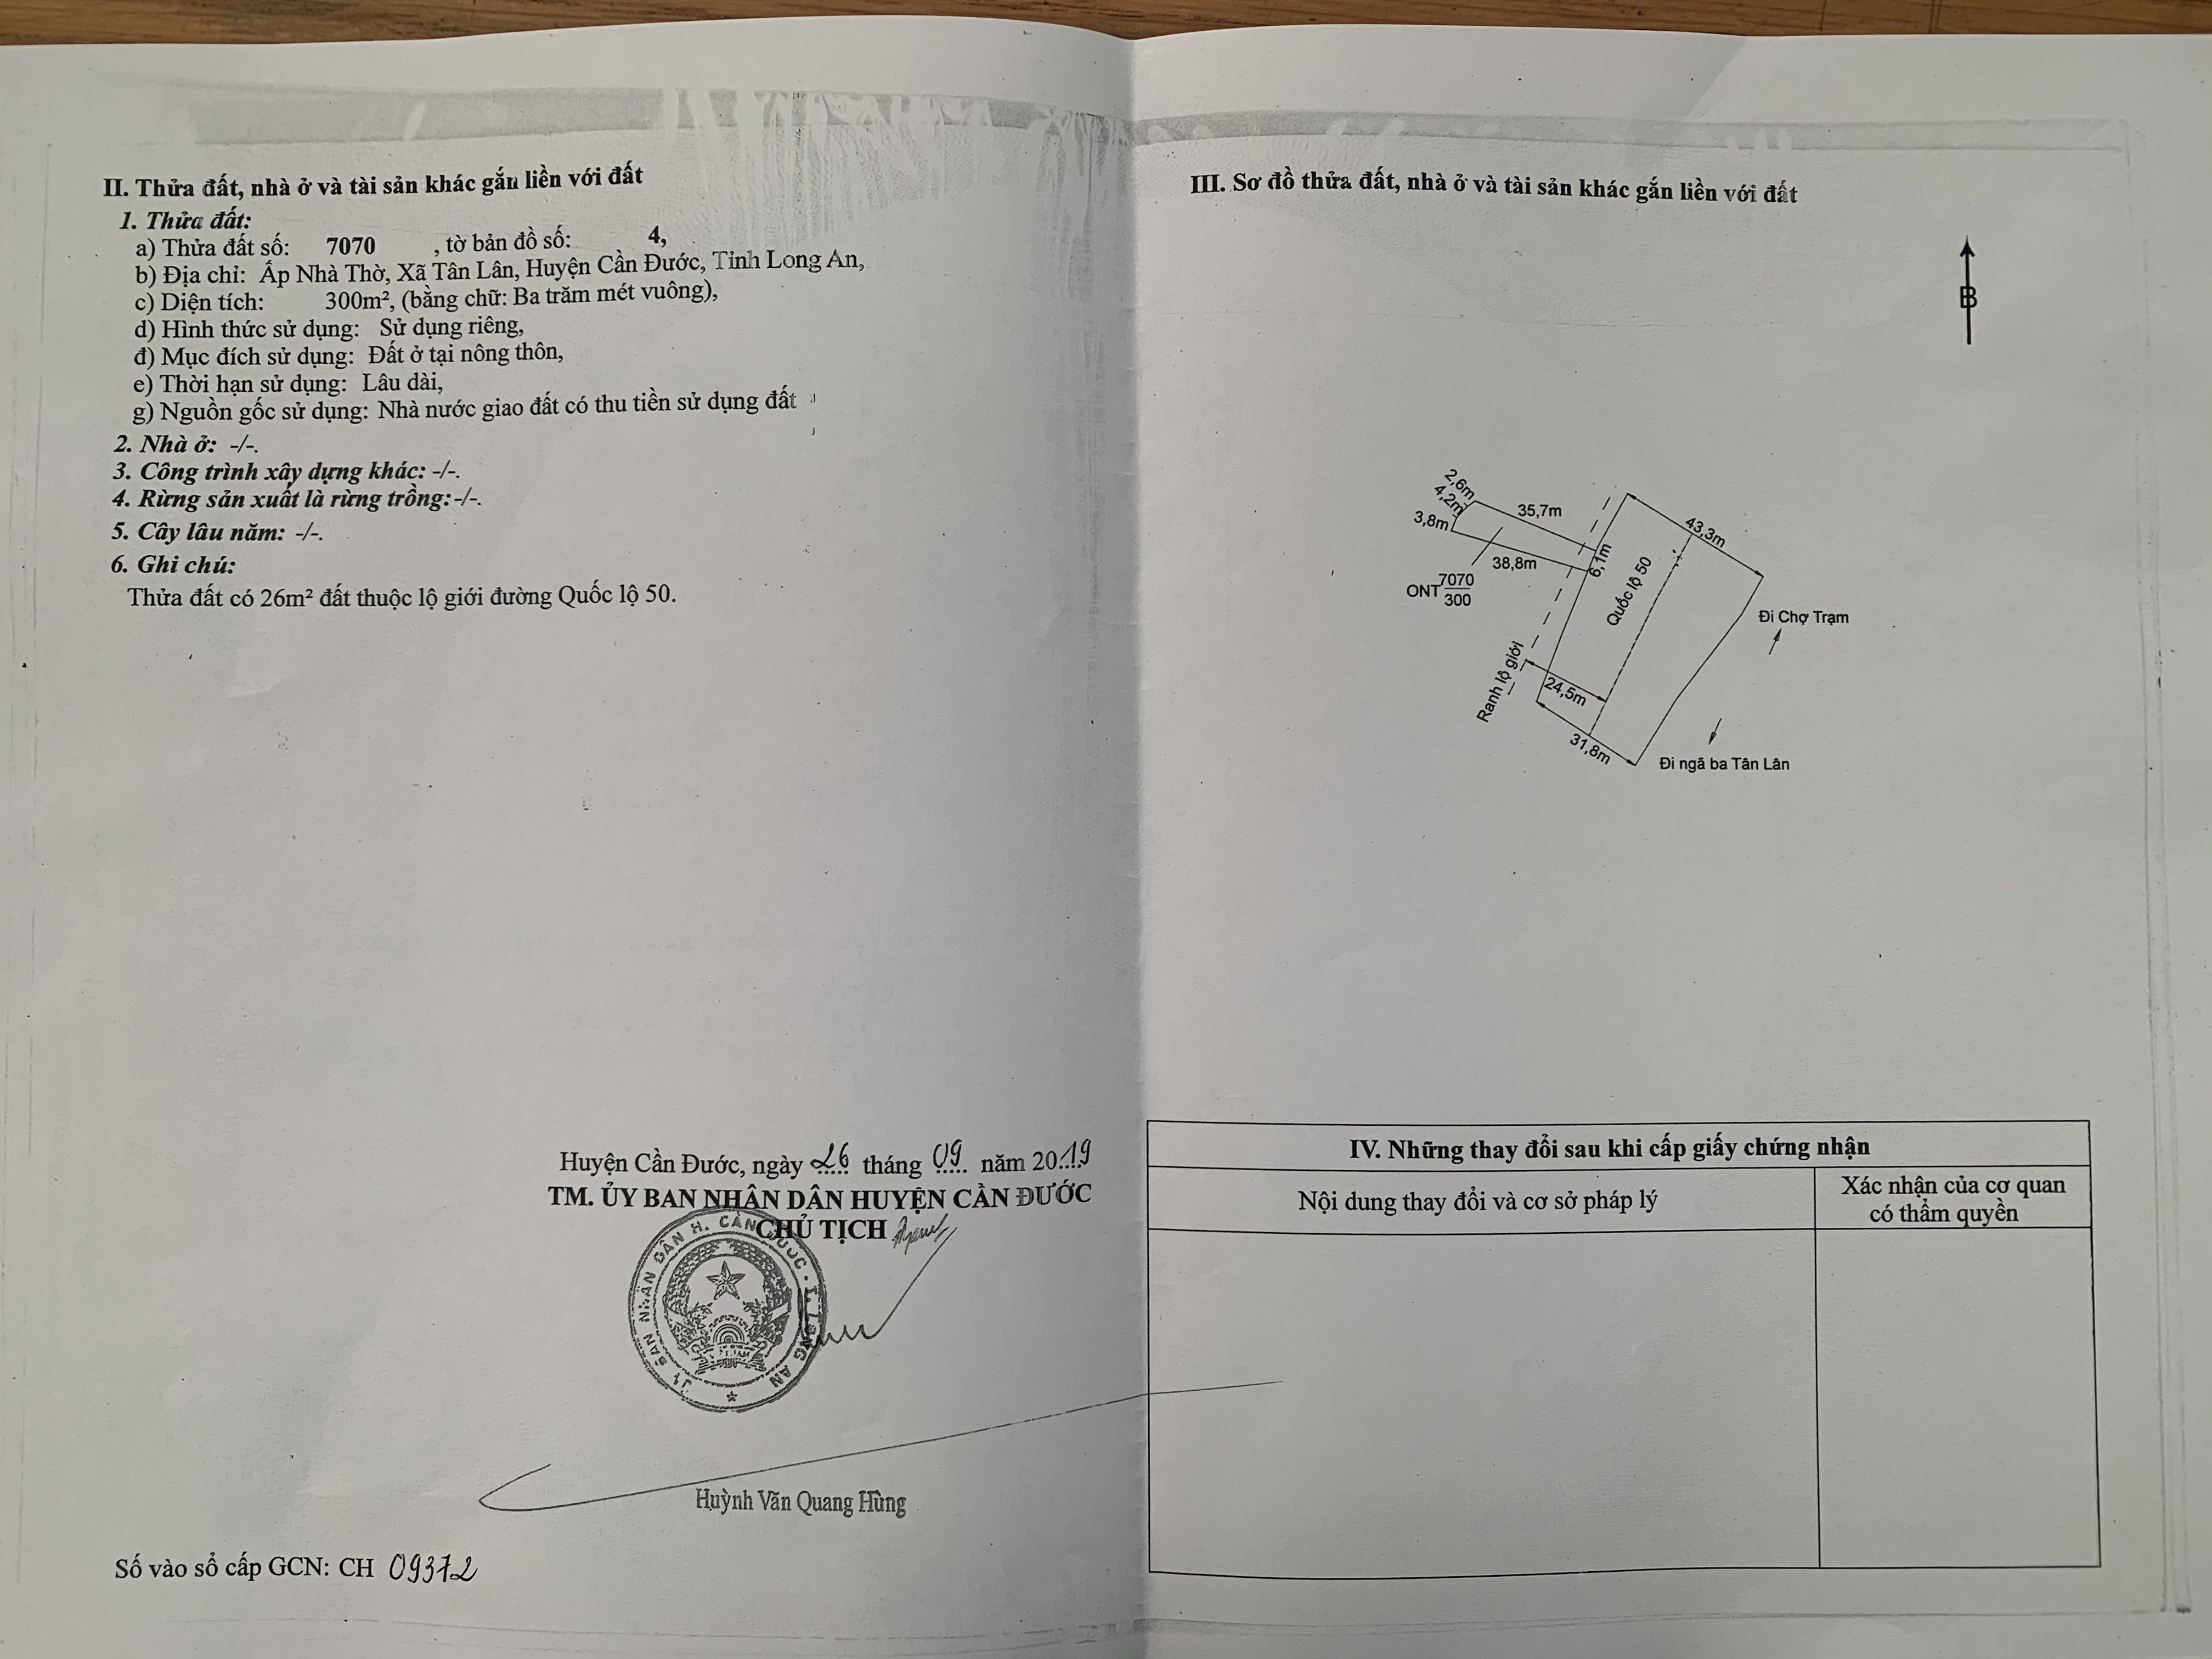 II. Thửa đất, nhà ở và tài sản khác gắn liền với đất
1. Thửa đất:
a) Thửa đất số: 7070 , tờ bản đồ số: 4,
b) Địa chỉ: Ấp Nhà Thờ, Xã Tân Lân, Huyện Cần Đước, Tỉnh Long An,
c) Diện tích: 300m², (bằng chữ: Ba trăm mét vuông),
d) Hình thức sử dụng: Sử dụng riêng,
đ) Mục đích sử dụng: Đất ở tại nông thôn,
e) Thời hạn sử dụng: Lâu dài,
g) Nguồn gốc sử dụng: Nhà nước giao đất có thu tiền sử dụng đất
2. Nhà ở: -/-.
3. Công trình xây dựng khác: -/-.
4. Rừng sản xuất là rừng trồng:-/-.
5. Cây lâu năm: -/-.
6. Ghi chú:
Thửa đất có 26m² đất thuộc lộ giới đường Quốc lộ 50.
Huyện Cần Đước, ngày 26 tháng 09 năm 2019
TM. ỦY BAN NHÂN DÂN HUYỆN CẦN ĐƯỚC
CHỦ TỊCH
BAN NHÂN DÂN H. CẦN ĐƯỚC T. LONG AN
Huỳnh Văn Quang Hùng
Số vào sổ cấp GCN: CH 09372
III. Sơ đồ thửa đất, nhà ở và tài sản khác gắn liền với đất
B
2,6m
4,2m
3,8m
35,7m
38,8m
6,1m
43,3m
ONT 7070
300
Quốc lộ 50
Ranh lộ giới
24,5m
31,8m
Đi Chợ Trạm
Đi ngã ba Tân Lân
IV. Những thay đổi sau khi cấp giấy chứng nhận
Nội dung thay đổi và cơ sở pháp lý
Xác nhận của cơ quan
có thẩm quyền